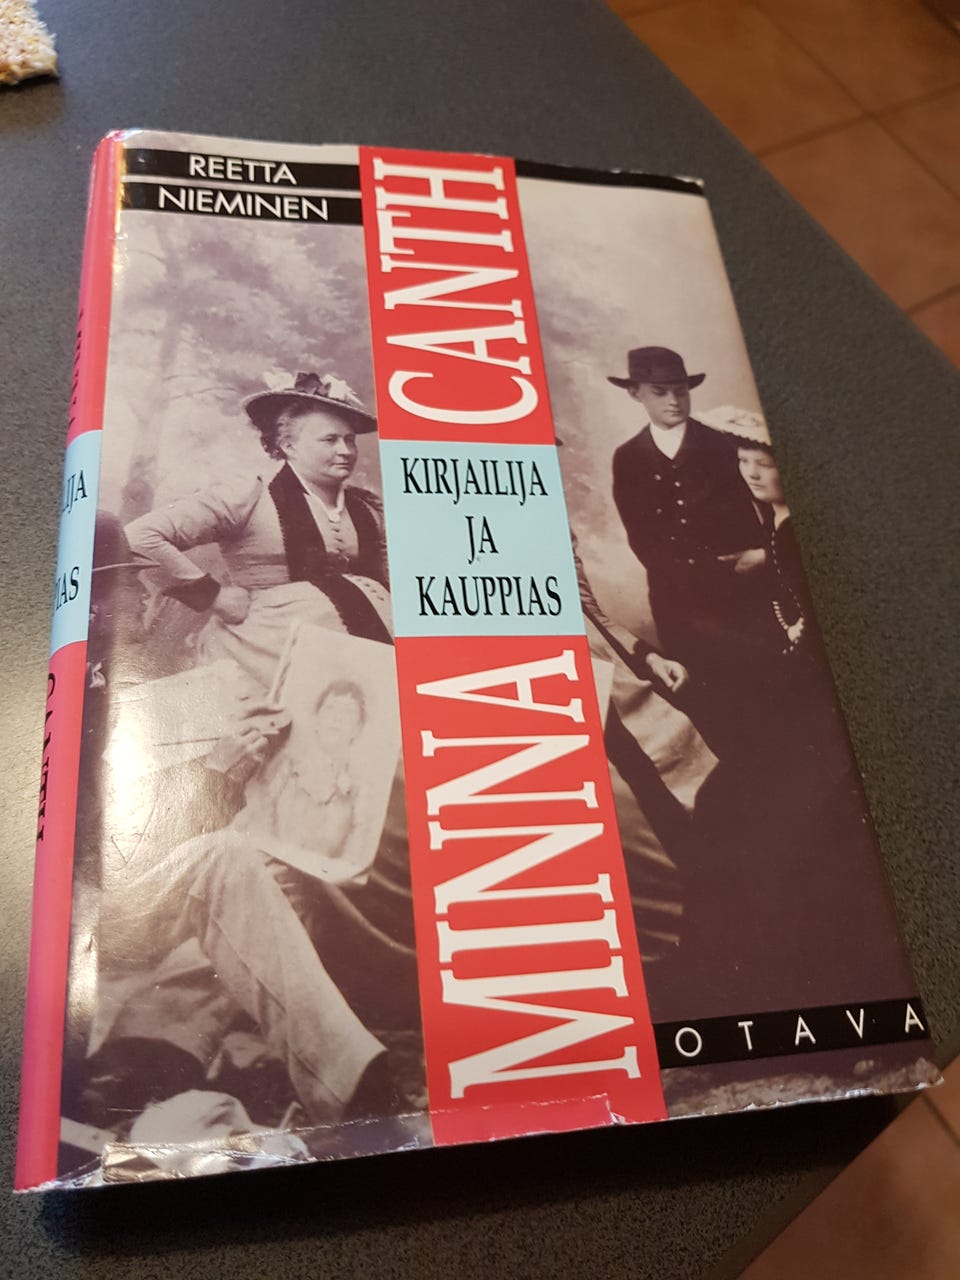 REETTA
NIEMINEN
MINNA CANTH
KIRJAILIJA
JA
KAUPPIAS
OTAVA